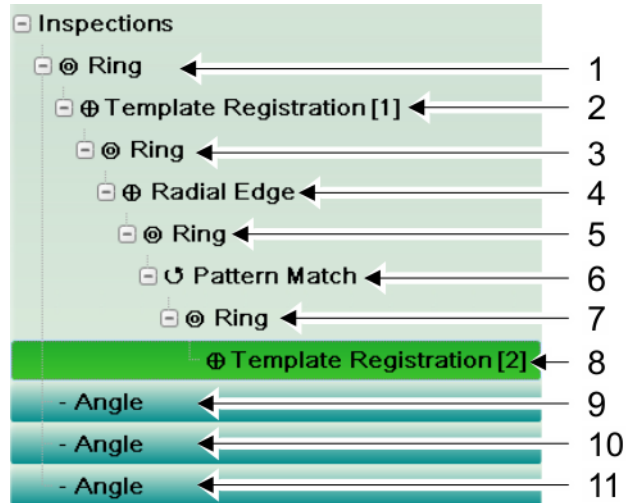 Inspections
Ring 1
Template Registration [1] 2
Ring 3
Radial Edge 4
Ring 5
Pattern Match 6
Ring 7
Template Registration [2] 8
- Angle 9
- Angle 10
- Angle 11